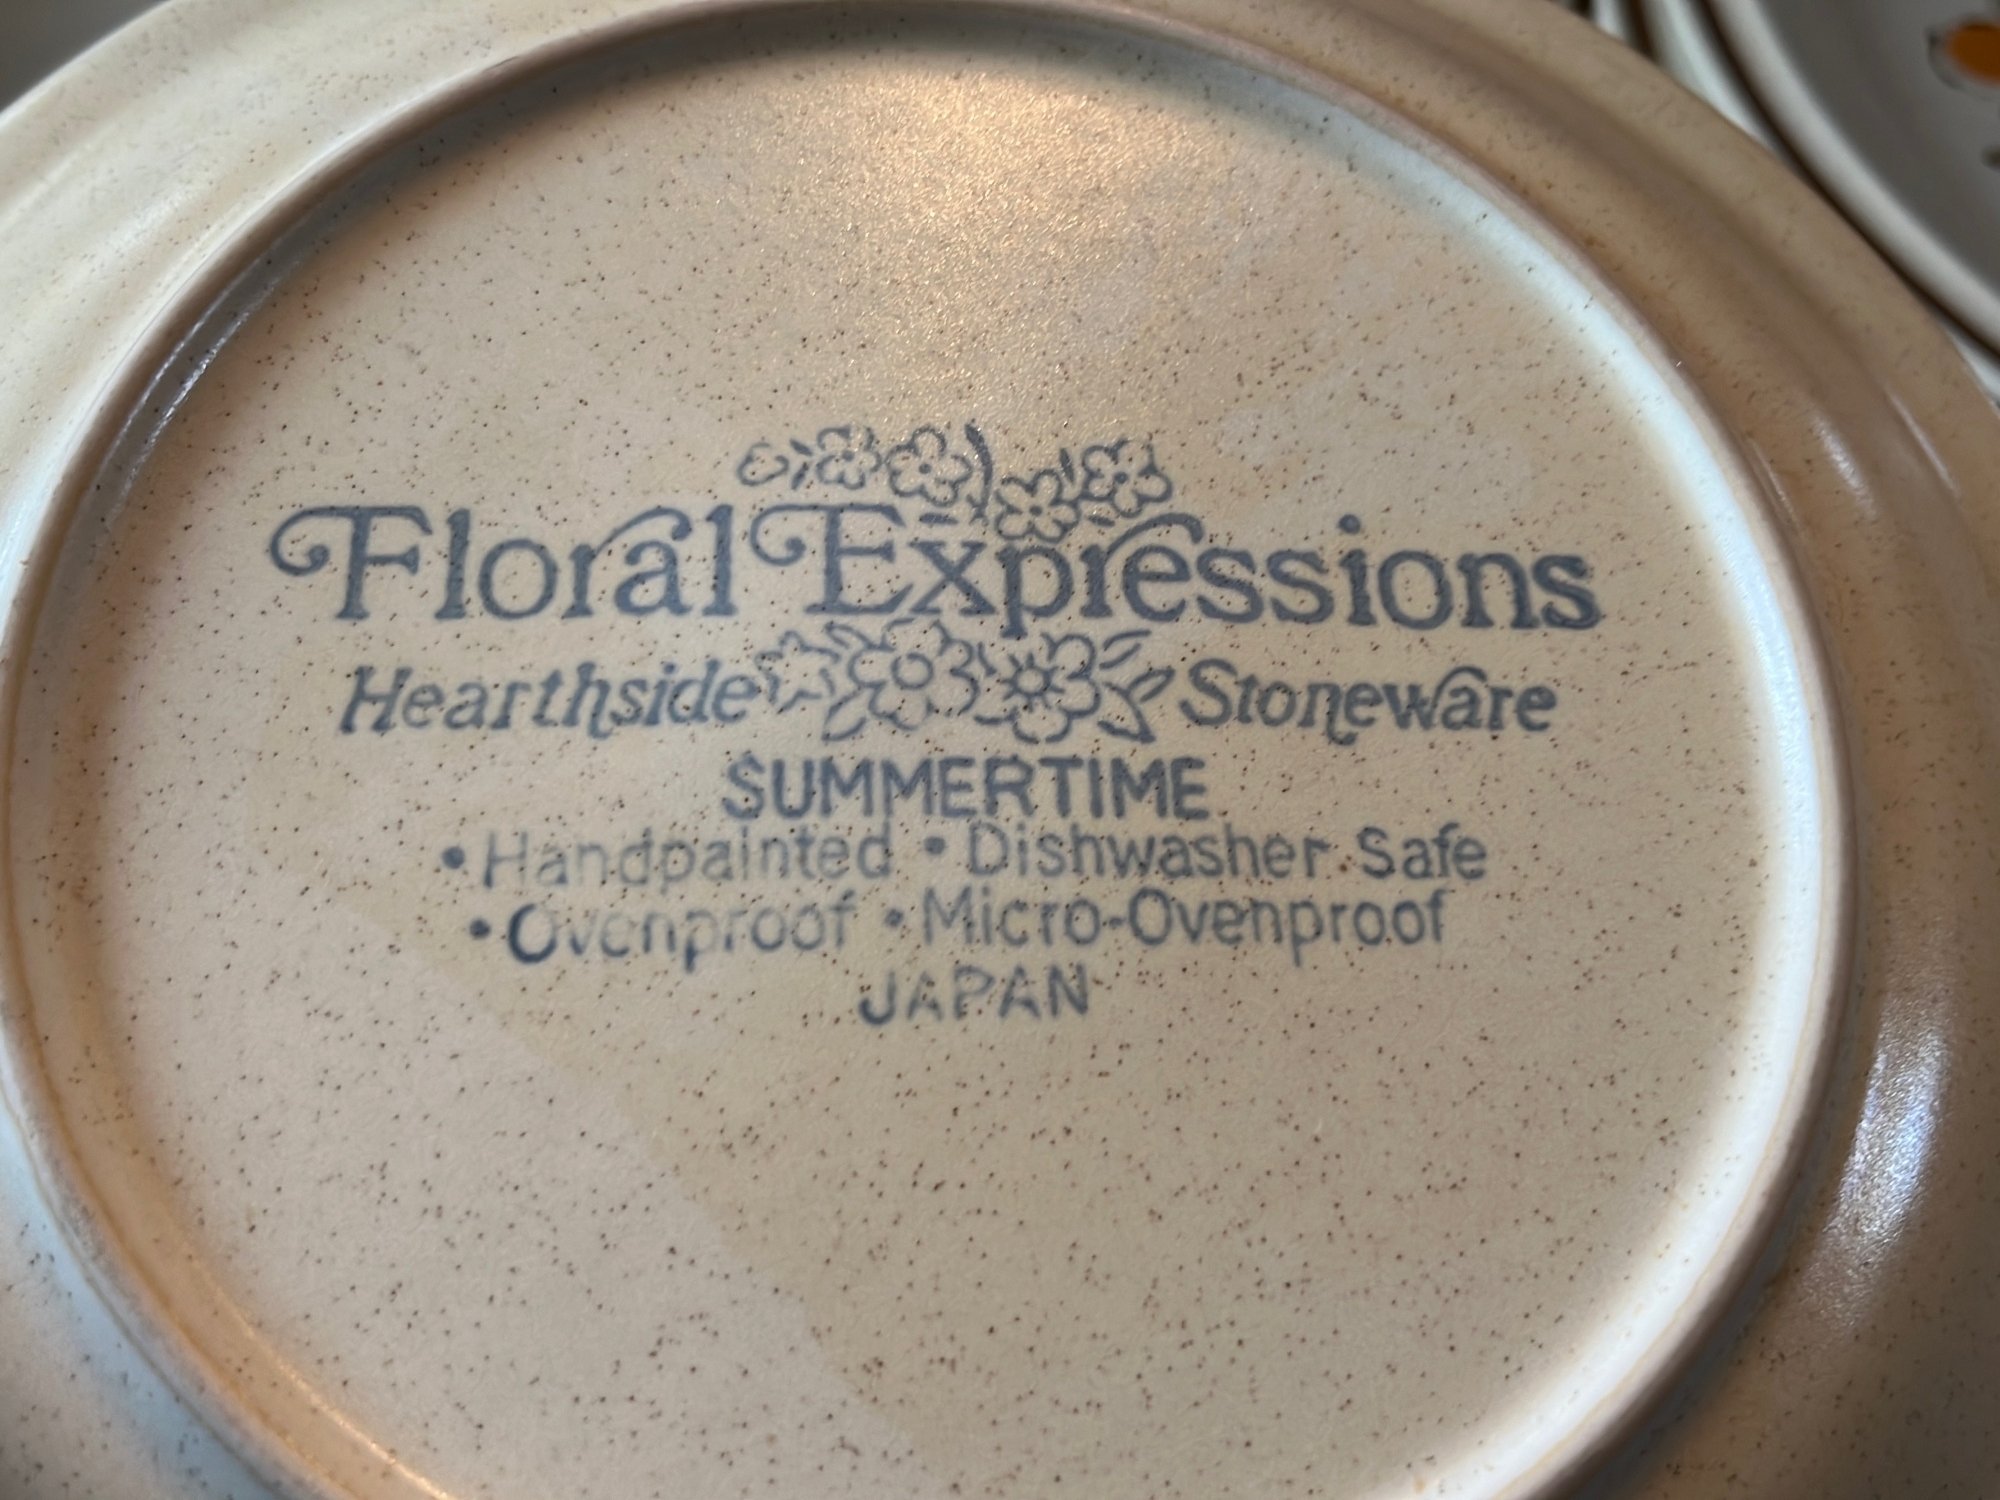 Floral Expressions
Hearthside Stoneware
SUMMERTIME
• Handpainted • Dishwasher Safe
• Ovenproof • Micro-Ovenproof
JAPAN